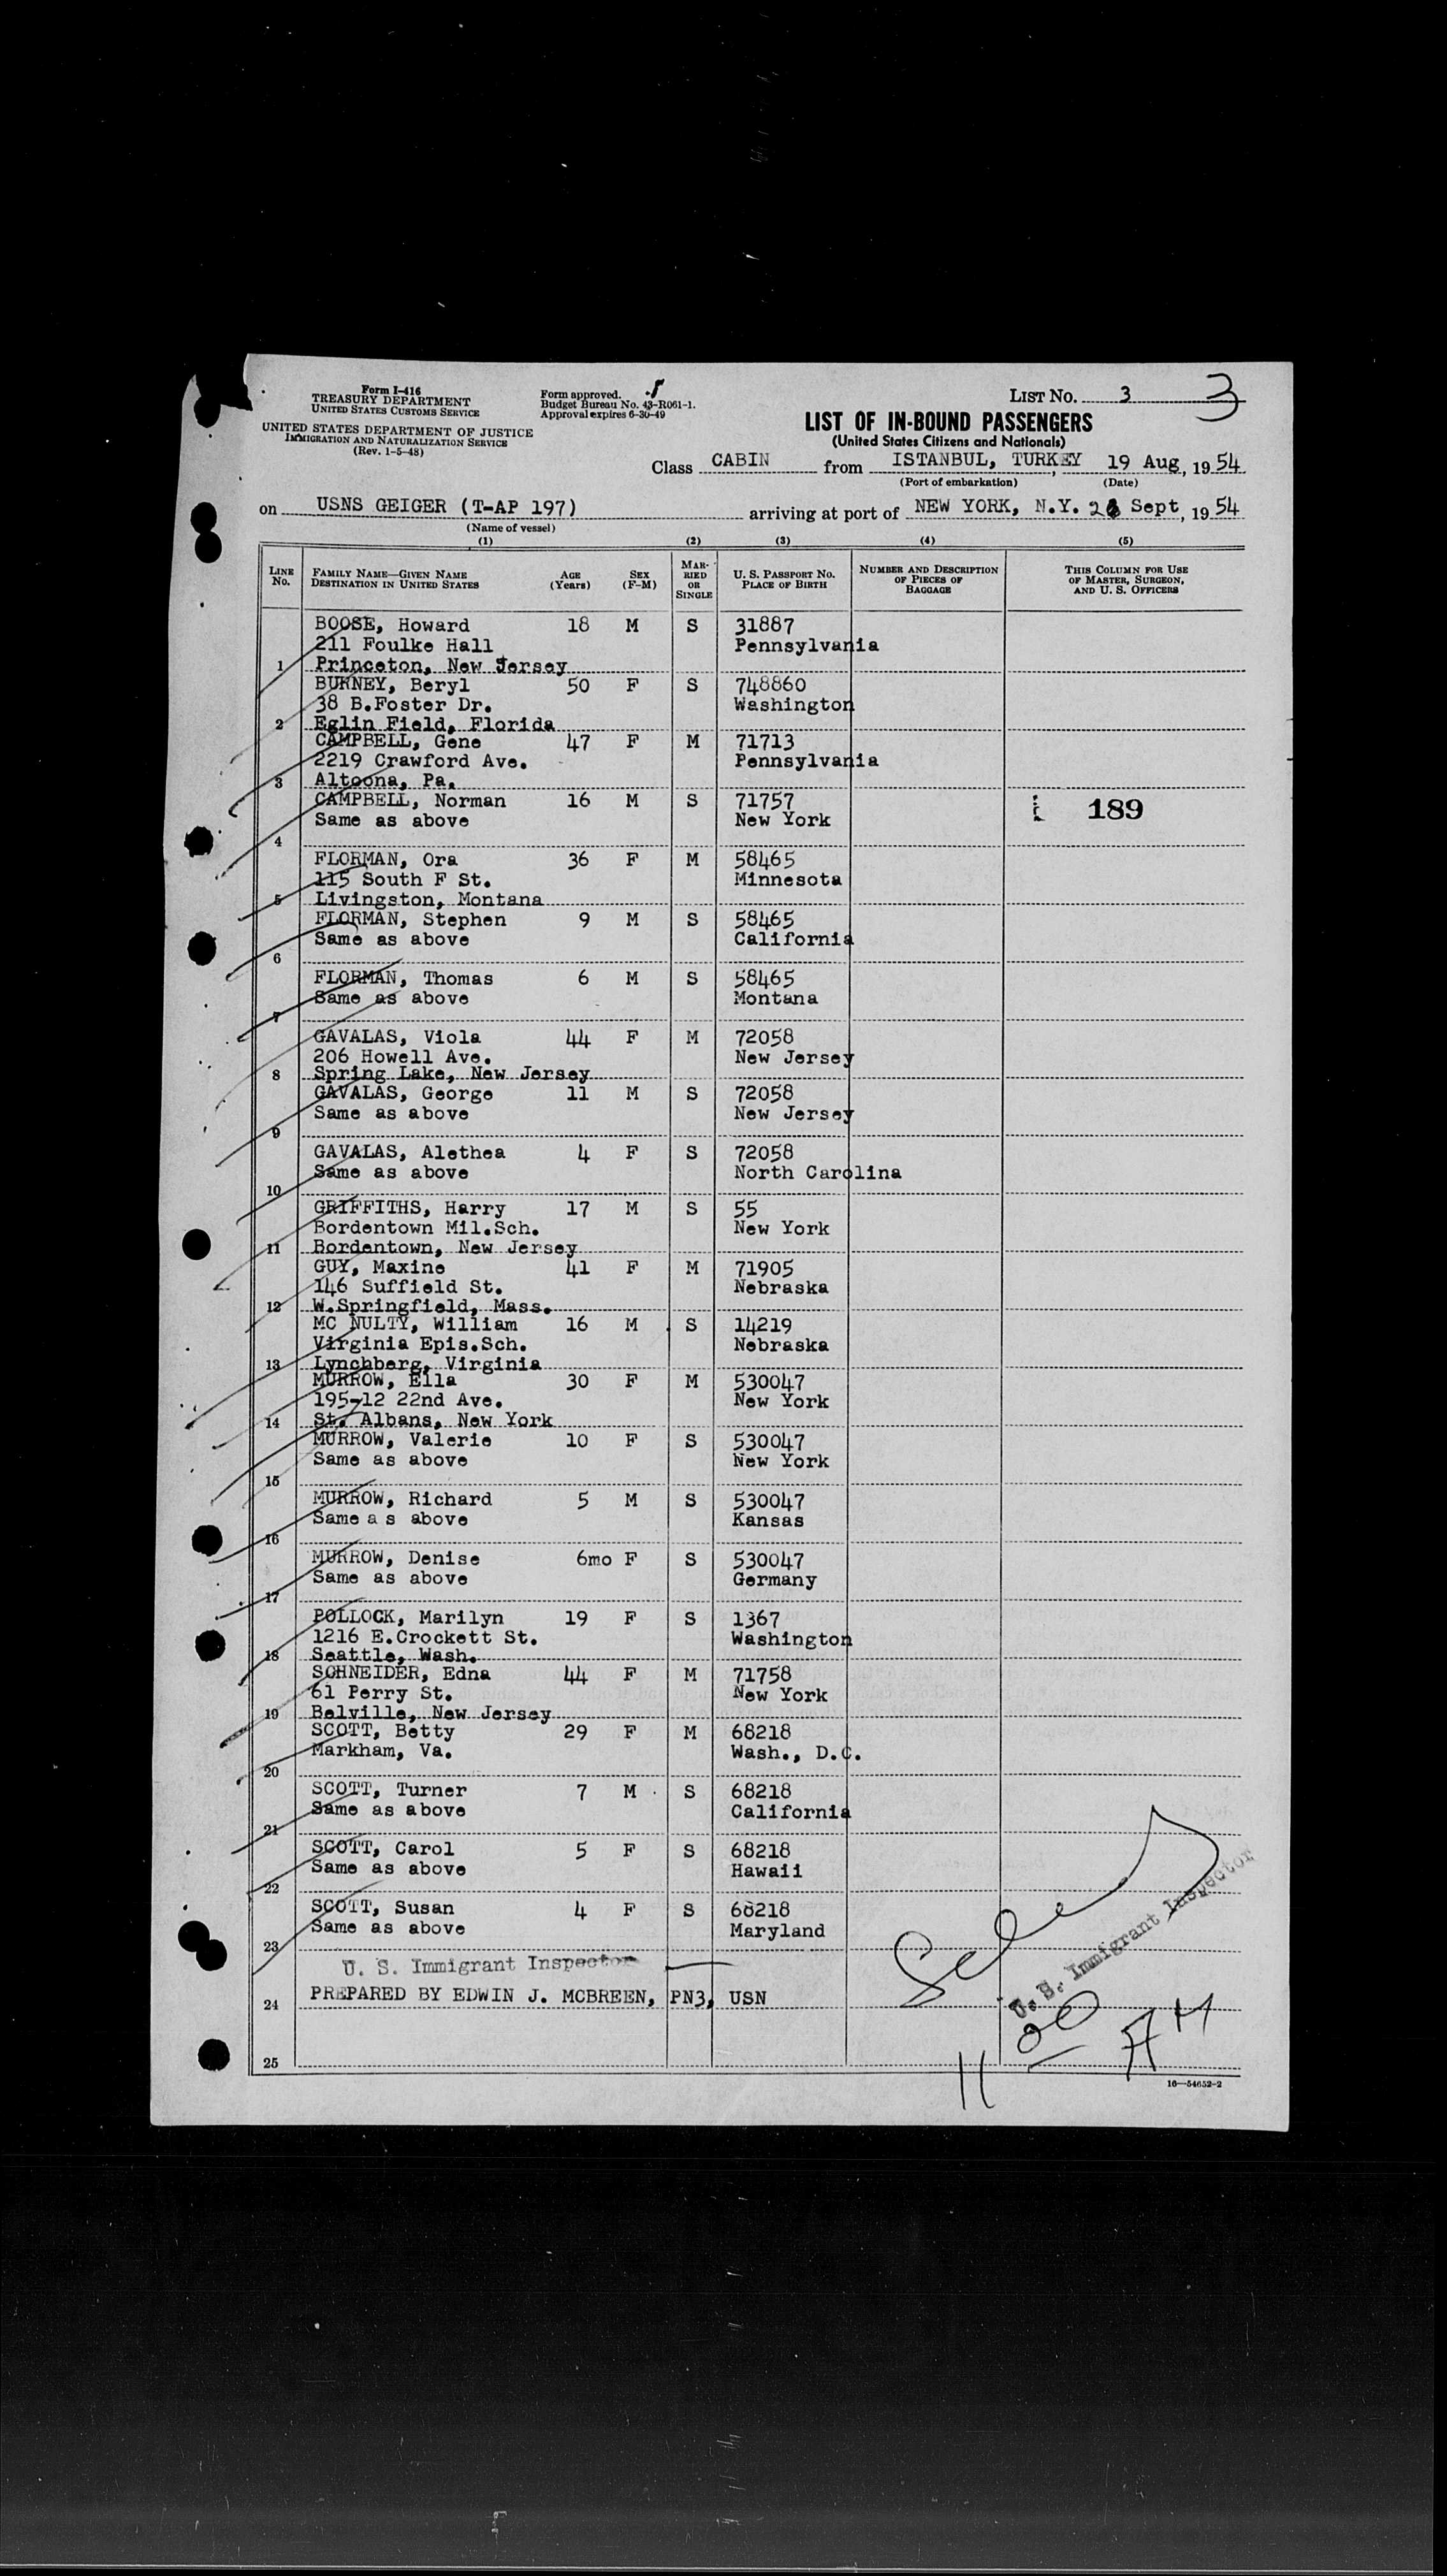 Form I-416
TREASURY DEPARTMENT
UNITED STATES CUSTOMS SERVICE
UNITED STATES DEPARTMENT OF JUSTICE
IMMIGRATION AND NATURALIZATION SERVICE
(Rev. 1-5-48)
Form approved.
Budget Bureau No. 43-R061-1.
Approval expires 6-30-49
LIST No. 3 3
LIST OF IN-BOUND PASSENGERS
(United States Citizens and Nationals)
Class CABIN from ISTANBUL, TURKEY 19 Aug, 1954
(Port of embarkation) (Date)
on USNS GEIGER (T-AP 197) arriving at port of NEW YORK, N.Y. Sept, 1954
(Name of vessel)
(1) (2) (3) (4) (5)
LINE No. FAMILY NAME—GIVEN NAME DESTINATION IN UNITED STATES AGE (Years) SEX (F-M) MARRIED OR SINGLE U. S. PASSPORT No. PLACE OF BIRTH NUMBER AND DESCRIPTION OF PIECES OF BAGGAGE THIS COLUMN FOR USE OF MASTER, SURGEON, AND U. S. OFFICERS
BOOSE, Howard 18 M S 31887
211 Foulke Hall Pennsylvania
1 Princeton, New Jersey
BURNEY, Beryl 50 F S 748860
38 B.Foster Dr. Washington
2 Eglin Field, Florida
CAMPBELL, Gene 47 F M 71713
2219 Crawford Ave. Pennsylvania
3 Altoona, Pa.
CAMPBELL, Norman 16 M S 71757 189
Same as above New York
4
FLORMAN, Ora 36 F M 58465
115 South F St. Minnesota
5 Livingston, Montana
FLORMAN, Stephen 9 M S 58465
Same as above California
6
FLORMAN, Thomas 6 M S 58465
Same as above Montana
7
GAVALAS, Viola 44 F M 72058
206 Howell Ave. New Jersey
8 Spring Lake, New Jersey
GAVALAS, George 11 M S 72058
Same as above New Jersey
9
GAVALAS, Alethea 4 F S 72058
Same as above North Carolina
10
GRIFFITHS, Harry 17 M S 55
Bordentown Mil.Sch. New York
11 Bordentown, New Jersey
GUY, Maxine 41 F M 71905
146 Suffield St. Nebraska
12 W.Springfield, Mass.
MC NULTY, William 16 M S 14219
Virginia Epis.Sch. Nebraska
13 Lynchberg, Virginia
MURROW, Ella 30 F M 530047
195-12 22nd Ave. New York
14 St. Albans, New York
MURROW, Valerie 10 F S 530047
Same as above New York
15
MURROW, Richard 5 M S 530047
Same a s above Kansas
16
MURROW, Denise 6mo F S 530047
Same as above Germany
17
POLLOCK, Marilyn 19 F S 1367
1216 E.Crockett St. Washington
18 Seattle, Wash.
SCHNEIDER, Edna 44 F M 71758
61 Perry St. New York
19 Belville, New Jersey
SCOTT, Betty 29 F M 68218
Markham, Va. Wash., D.C.
20
SCOTT, Turner 7 M S 68218
Same as above California
21
SCOTT, Carol 5 F S 68218
Same as above Hawaii
22
SCOTT, Susan 4 F S 68218
Same as above Maryland
23
U. S. Immigrant Inspector
24 PREPARED BY EDWIN J. MCBREEN, PN3, USN
U. S. Immigrant Inspector
11 00 AM
25
16—54652-2